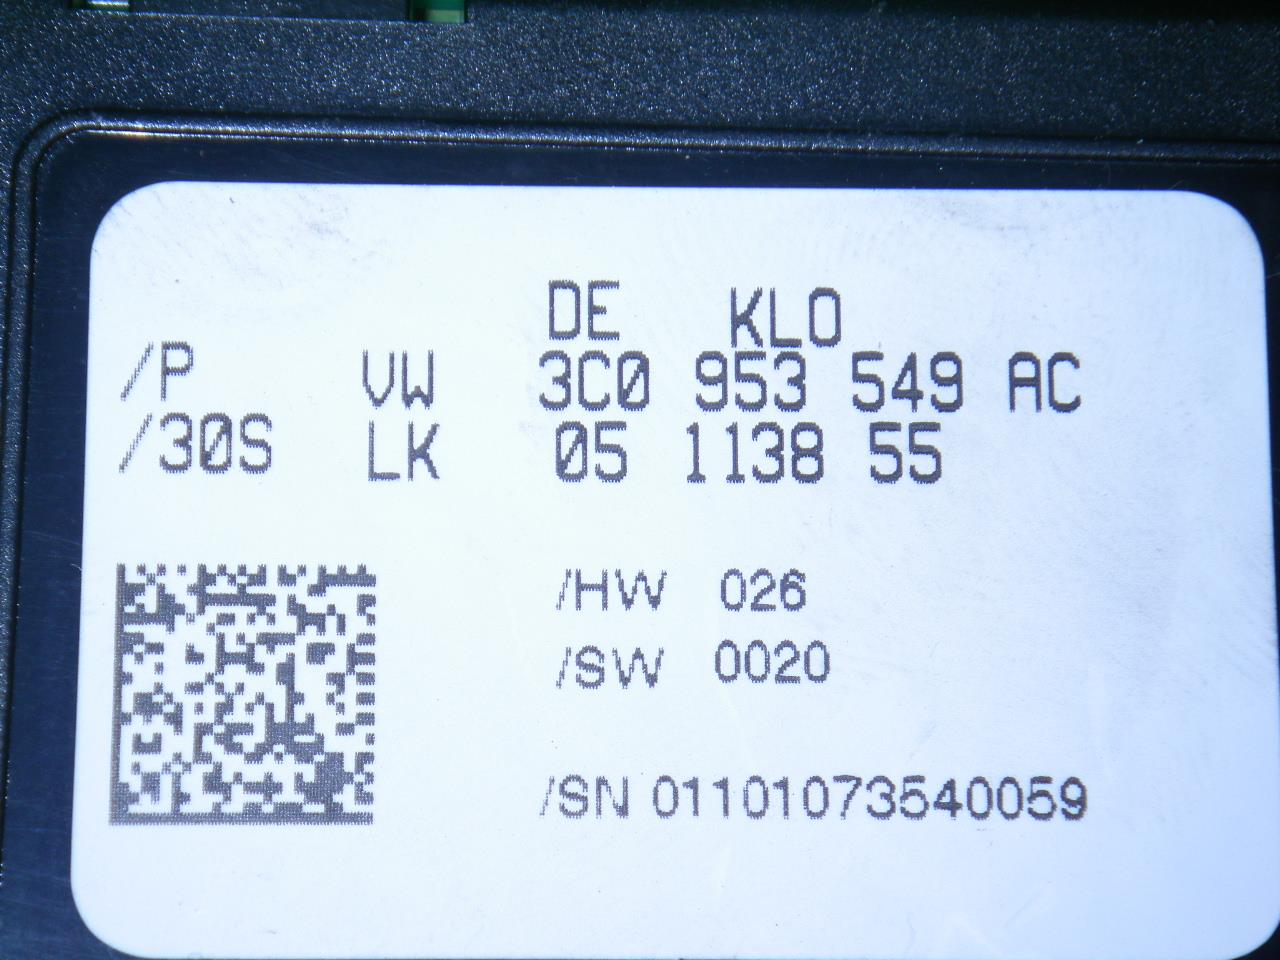 DE KLO
/P VW 3C0 953 549 AC
/30S LK 05 1138 55
/HW 026
/SW 0020
/SN 01101073540059